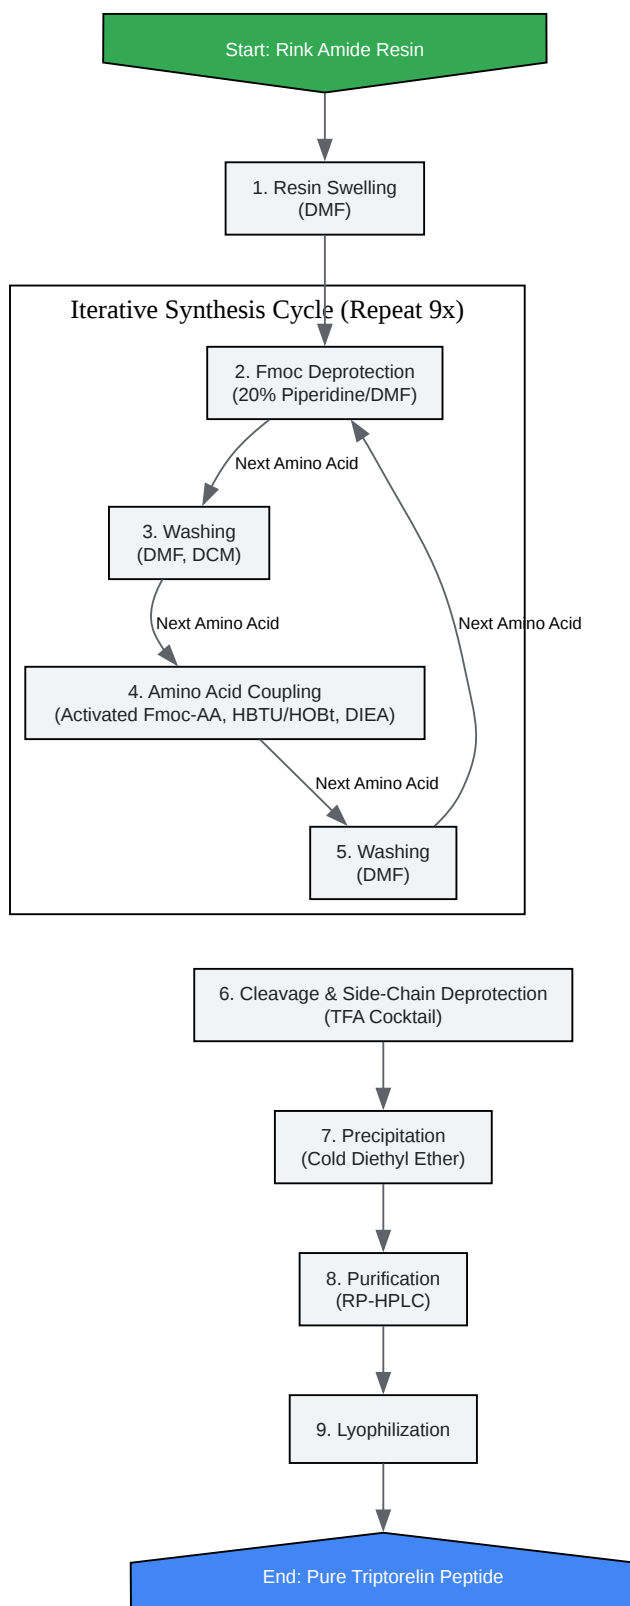 Start: Rink Amide Resin
1. Resin Swelling
(DMF)
Iterative Synthesis Cycle (Repeat 9x)
2. Fmoc Deprotection
(20% Piperidine/DMF)
Next Amino Acid
3. Washing
(DMF, DCM)
Next Amino Acid
Next Amino Acid
4. Amino Acid Coupling
(Activated Fmoc-AA, HBTU/HOBt, DIEA)
Next Amino Acid
5. Washing
(DMF)
6. Cleavage & Side-Chain Deprotection
(TFA Cocktail)
7. Precipitation
(Cold Diethyl Ether)
8. Purification
(RP-HPLC)
9. Lyophilization
End: Pure Triptorelin Peptide